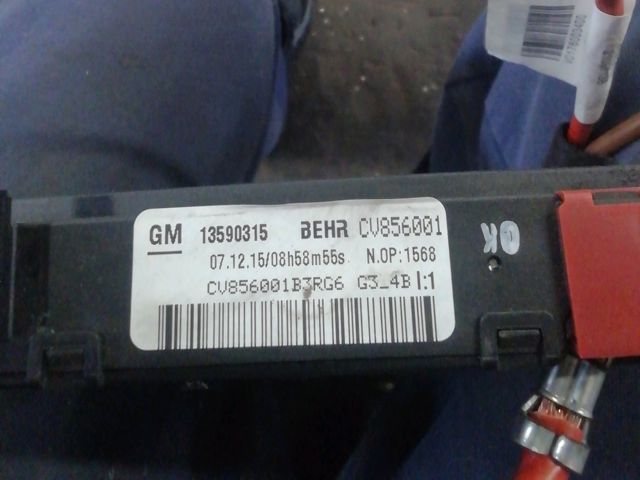 GM 13590315 BEHR CV856001
07.12.15/08h58m56s N.OP:1568
CV856001B3RG6 G3_4B I:1
OK